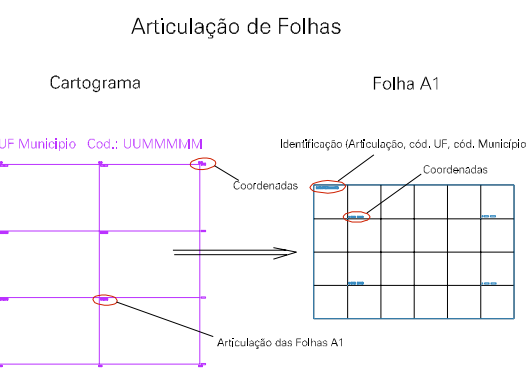 Articulação de Folhas
Cartograma
Folha A1
UF Municipio Cod.: UUMMMMM
Identificação (Articulação, cód. UF, cód. Município
Coordenadas
Coordenadas
Articulação das Folhas A1